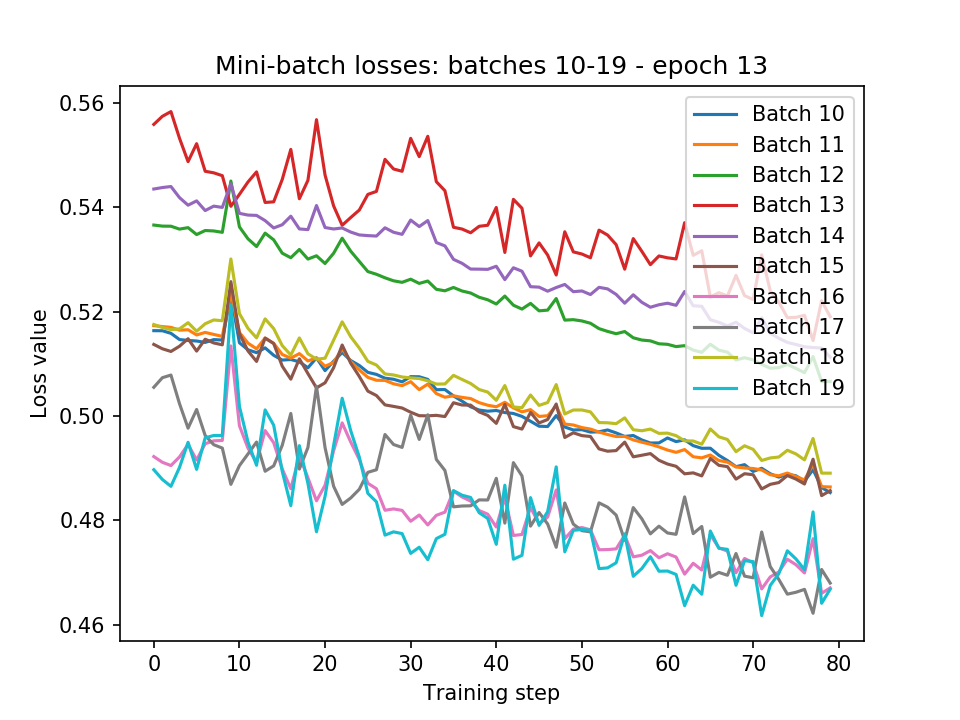 Mini-batch losses: batches 10-19 - epoch 13
Loss value
0.56
0.54
0.52
0.50
0.48
0.46
0 10 20 30 40 50 60 70 80
Training step
Batch 10
Batch 11
Batch 12
Batch 13
Batch 14
Batch 15
Batch 16
Batch 17
Batch 18
Batch 19